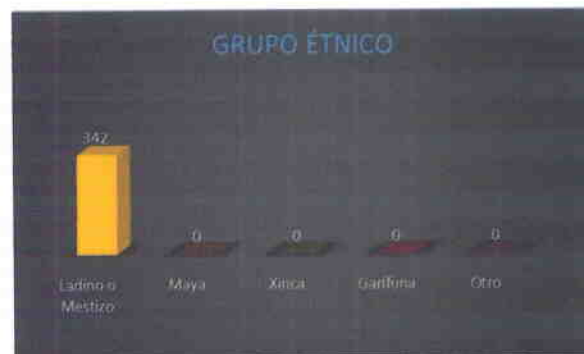 GRUPO ÉTNICO
342
0
0
0
0
Ladino o
Mestizo
Maya
Xinca
Garífuna
Otro